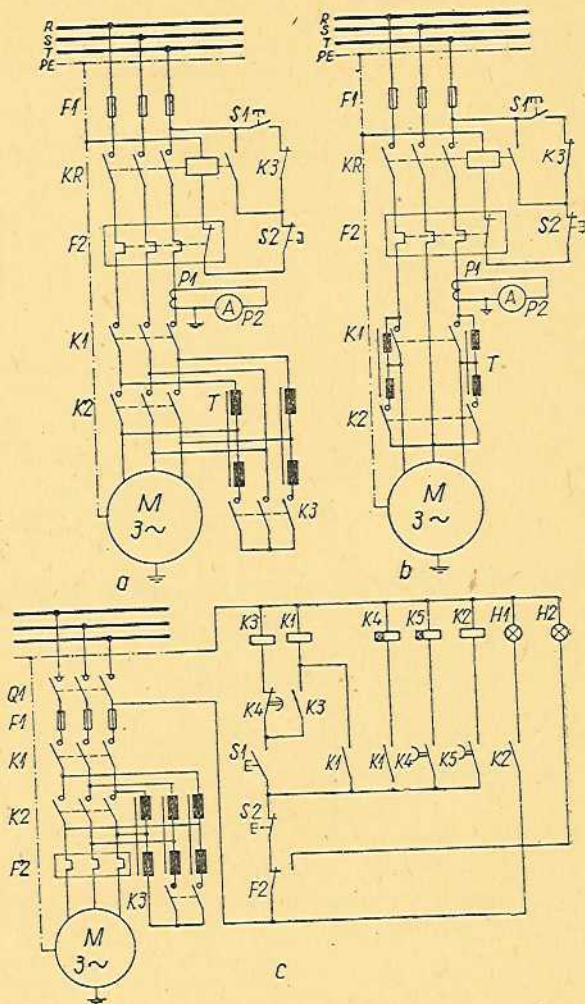 R
S
T
PE
F1
S1
KR
K3
F2
S2
P1
A
P2
K1
K2
T
K3
M
3~
a
R
S
T
PE
F1
S1
KR
K3
F2
S2
P1
A
P2
K1
T
K2
M
3~
b
Q1
F1
K1
K2
F2
K3
M
3~
K3 K1 K4 K5 K2 H1 H2
K4 K3
S1
E
K1 K1 K4 K5 K2
S2
E
F2
c